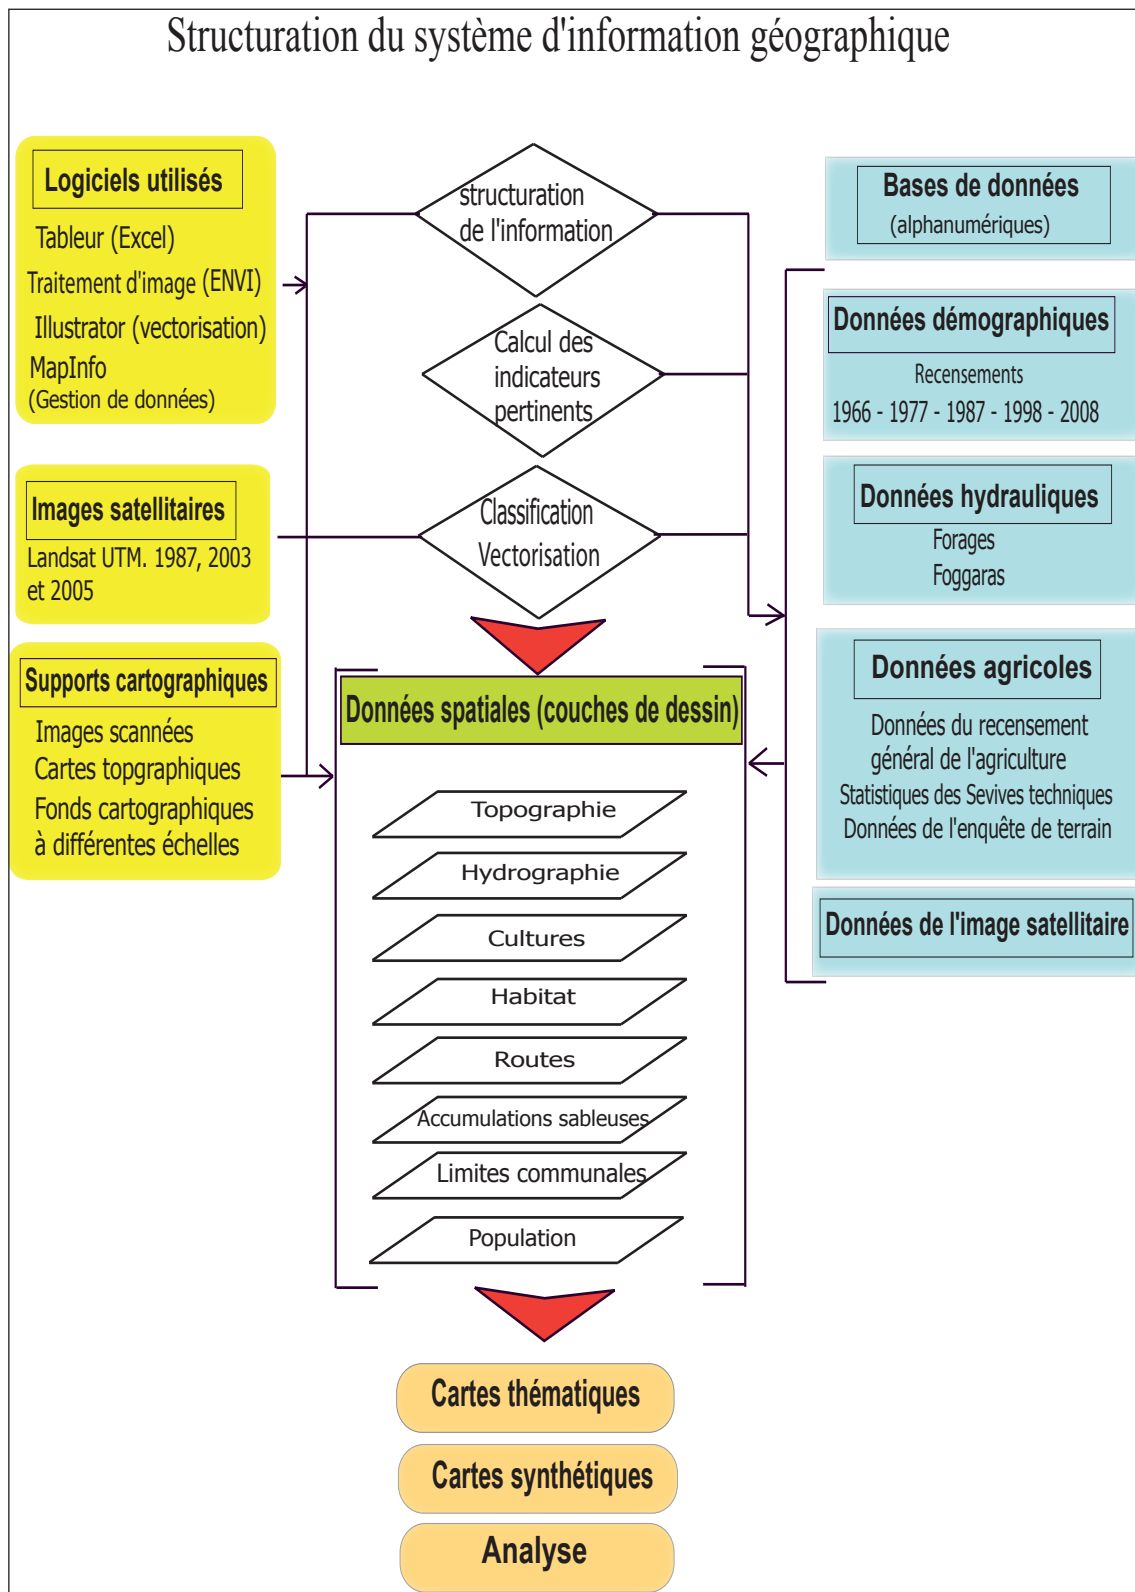 Structuration du système d'information géographique
Logiciels utilisés
Tableur (Excel)
Traitement d'image (ENVI)
Illustrator (vectorisation)
MapInfo
(Gestion de données)
Images satellitaires
Landsat UTM. 1987, 2003
et 2005
Supports cartographiques
Images scannées
Cartes topgraphiques
Fonds cartographiques
à différentes échelles
structuration
de l'information
Calcul des
indicateurs
pertinents
Classification
Vectorisation
Données spatiales (couches de dessin)
Topographie
Hydrographie
Cultures
Habitat
Routes
Accumulations sableuses
Limites communales
Population
Cartes thématiques
Cartes synthétiques
Analyse
Bases de données
(alphanumériques)
Données démographiques
Recensements
1966 - 1977 - 1987 - 1998 - 2008
Données hydrauliques
Forages
Foggaras
Données agricoles
Données du recensement
général de l'agriculture
Statistiques des Sevives techniques
Données de l'enquête de terrain
Données de l'image satellitaire